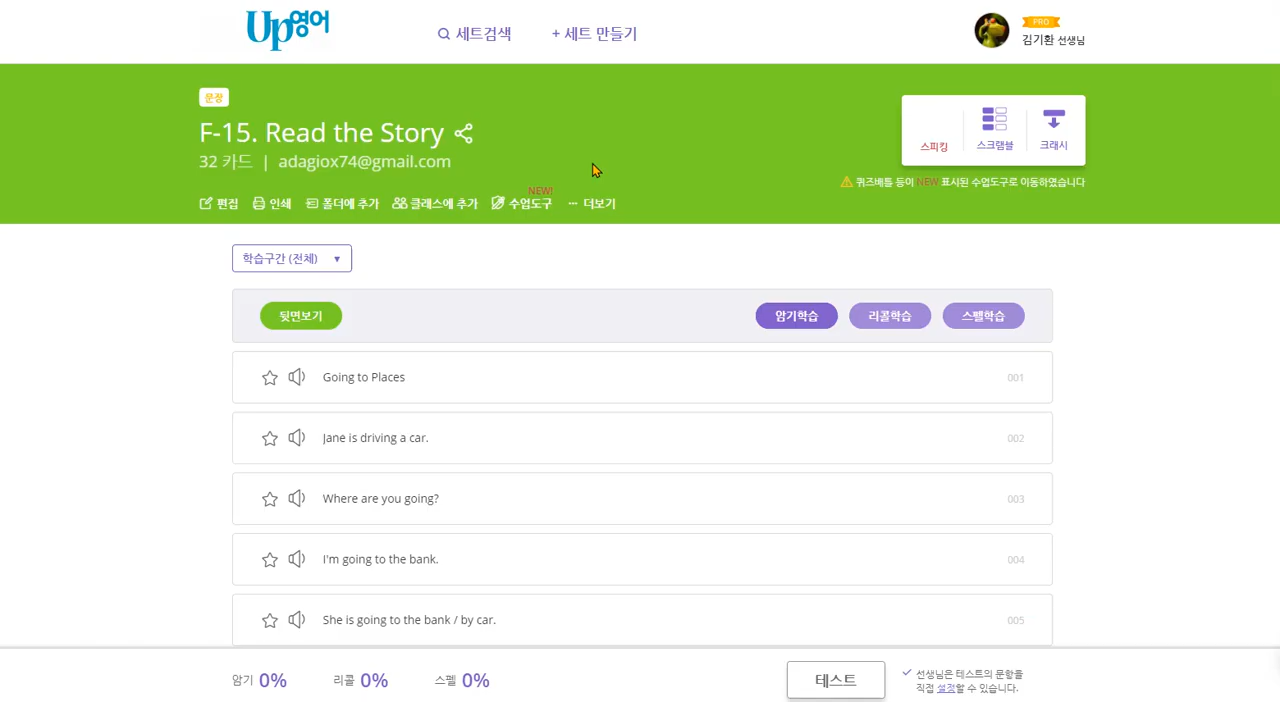 Up영어
세트검색
+ 세트 만들기
PRO
김기환 선생님
문장
F-15. Read the Story
32 카드 | adagiox74@gmail.com
편집
인쇄
폴더에 추가
클래스에 추가
NEW!
수업도구
··· 더보기
스피킹
스크램블
크래시
퀴즈배틀 등이 NEW 표시된 수업도구로 이동하였습니다
학습구간 (전체) ▼
뒷면보기
암기학습
리콜학습
스펠학습
Going to Places
001
Jane is driving a car.
002
Where are you going?
003
I'm going to the bank.
004
She is going to the bank / by car.
005
암기 0%
리콜 0%
스펠 0%
테스트
선생님은 테스트의 문항을
직접 설정할 수 있습니다.